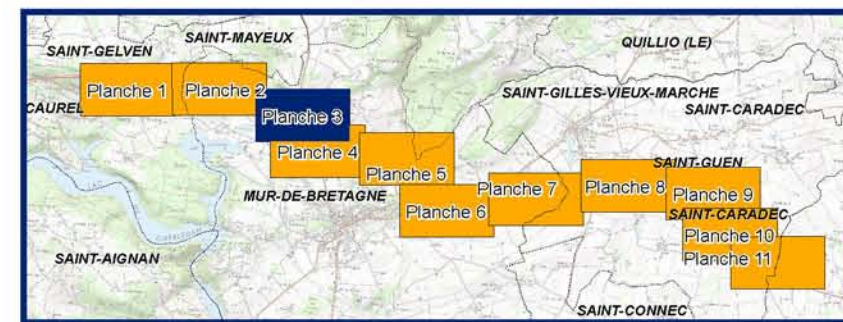 SAINT-MAYEUX
SAINT-GELVEN
QUILLIO (LE)
Planche 1
Planche 2
SAINT-GILLES-VIEUX-MARCHE
CAUREL
Planche 3
SAINT-CARADEC
Planche 4
SAINT-GUEN
Planche 5
Planche 8
Planche 7
MUR-DE-BRETAGNE
Planche 9
Planche 6
SAINT-CARADEC
Planche 10
SAINT-AIGNAN
Planche 11
SAINT-CONNEC